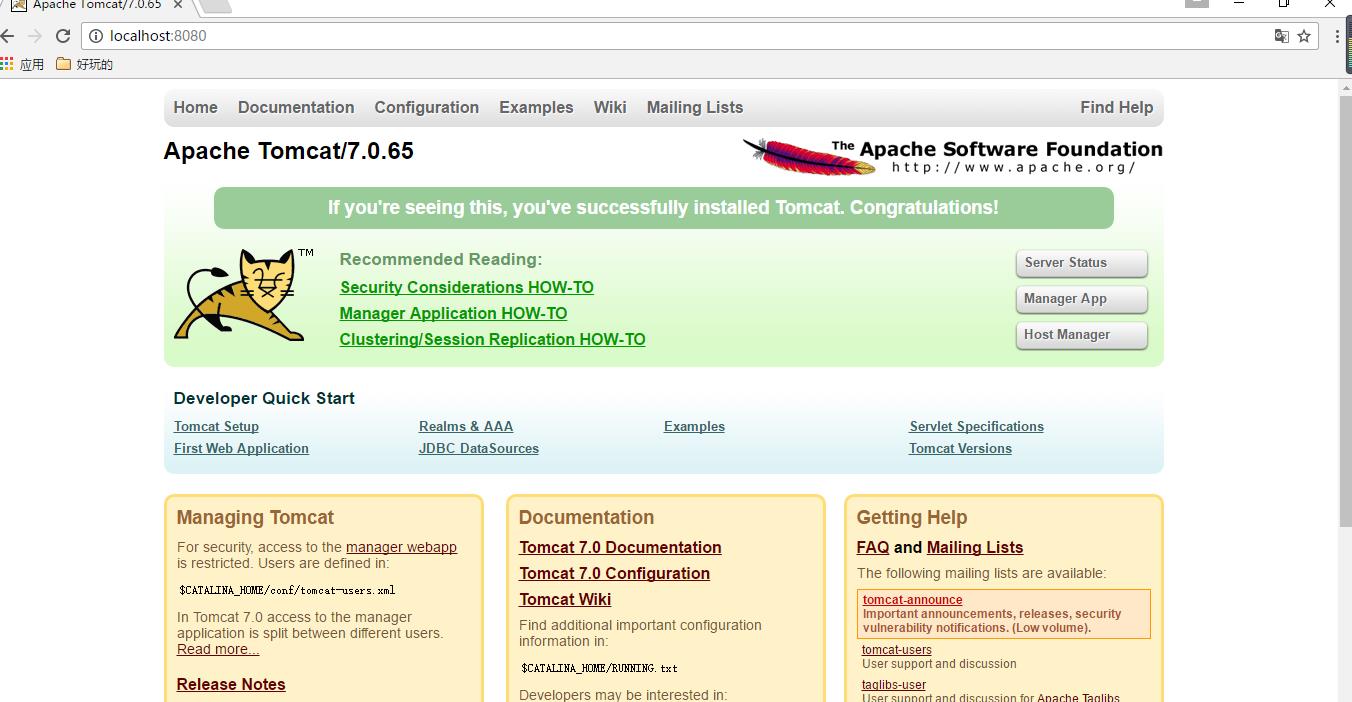 Apache Tomcat/7.0.65
localhost:8080
应用 好玩的
Home Documentation Configuration Examples Wiki Mailing Lists Find Help
Apache Tomcat/7.0.65
The Apache Software Foundation
http://www.apache.org/
If you're seeing this, you've successfully installed Tomcat. Congratulations!
TM
Recommended Reading:
Security Considerations HOW-TO
Manager Application HOW-TO
Clustering/Session Replication HOW-TO
Server Status
Manager App
Host Manager
Developer Quick Start
Tomcat Setup
First Web Application
Realms & AAA
JDBC DataSources
Examples
Servlet Specifications
Tomcat Versions
Managing Tomcat
For security, access to the manager webapp
is restricted. Users are defined in:
$CATALINA_HOME/conf/tomcat-users.xml
In Tomcat 7.0 access to the manager
application is split between different users.
Read more...
Release Notes
Documentation
Tomcat 7.0 Documentation
Tomcat 7.0 Configuration
Tomcat Wiki
Find additional important configuration
information in:
$CATALINA_HOME/RUNNING.txt
Developers may be interested in:
Getting Help
FAQ and Mailing Lists
The following mailing lists are available:
tomcat-announce
Important announcements, releases, security
vulnerability notifications. (Low volume).
tomcat-users
User support and discussion
taglibs-user
User support and discussion for Apache Taglibs